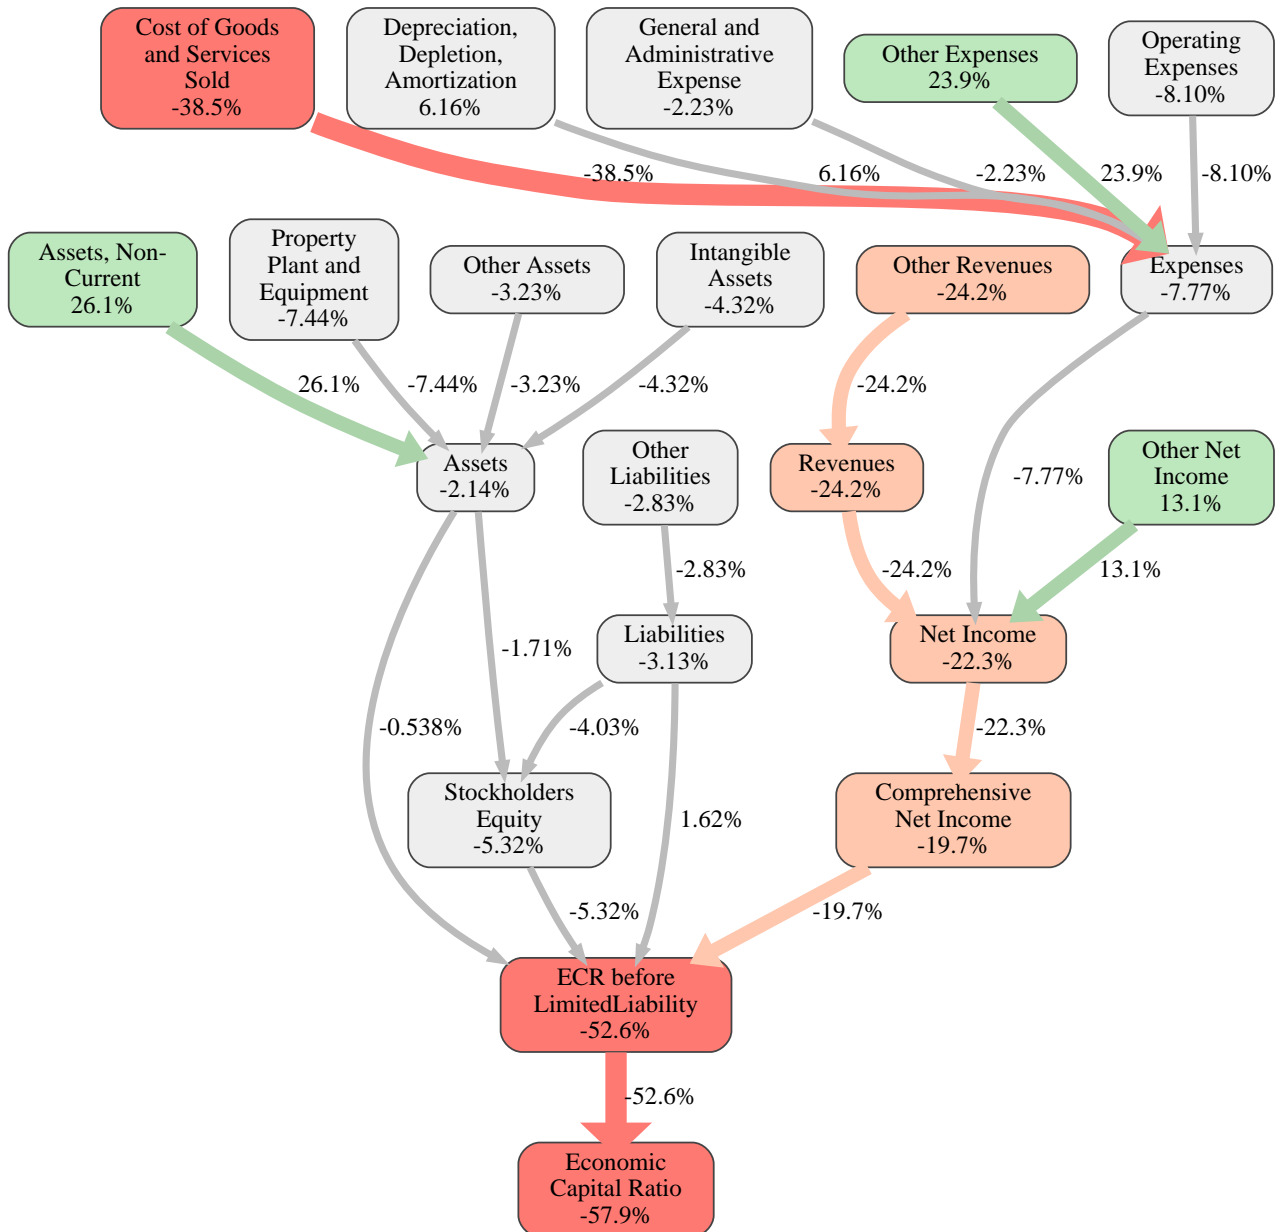 Cost of Goods
and Services
Sold
-38.5%
Depreciation,
Depletion,
Amortization
6.16%
General and
Administrative
Expense
-2.23%
Other Expenses
23.9%
Operating
Expenses
-8.10%
-38.5%
6.16%
-2.23%
23.9%
-8.10%
Assets, Non-
Current
26.1%
Property
Plant and
Equipment
-7.44%
Other Assets
-3.23%
Intangible
Assets
-4.32%
Other Revenues
-24.2%
Expenses
-7.77%
26.1%
-7.44%
-3.23%
-4.32%
-24.2%
Assets
-2.14%
Other
Liabilities
-2.83%
Revenues
-24.2%
-7.77%
Other Net
Income
13.1%
-2.83%
-24.2%
13.1%
-1.71%
Liabilities
-3.13%
Net Income
-22.3%
-0.538%
-4.03%
-22.3%
Stockholders
Equity
-5.32%
1.62%
Comprehensive
Net Income
-19.7%
-5.32%
-19.7%
ECR before
LimitedLiability
-52.6%
-52.6%
Economic
Capital Ratio
-57.9%